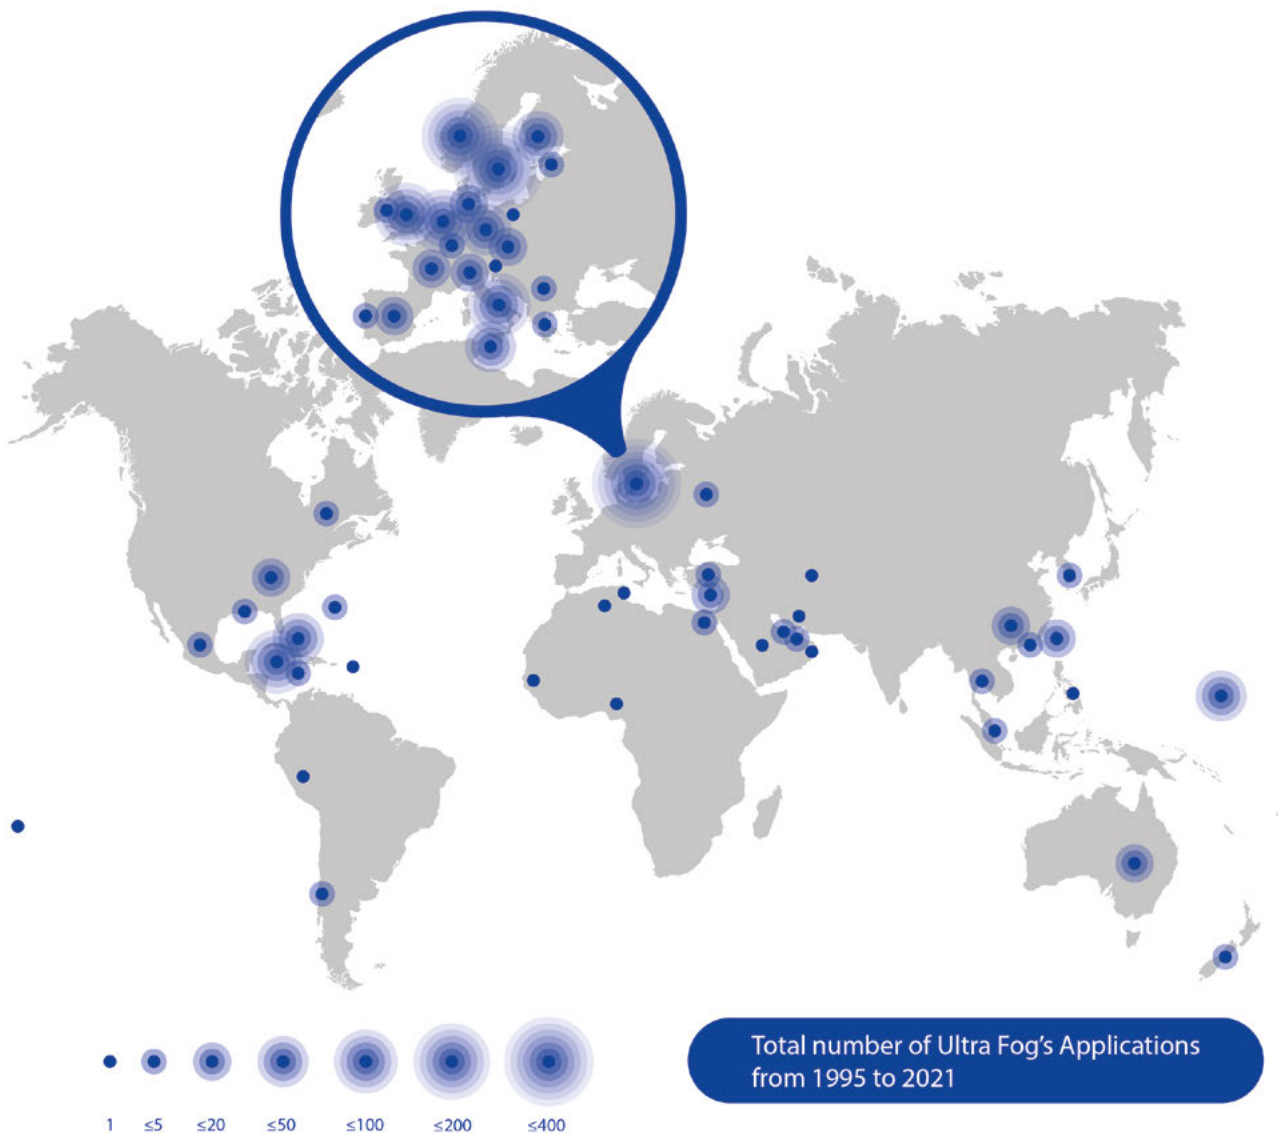 Total number of Ultra Fog's Applications
from 1995 to 2021
1 ≤5 ≤20 ≤50 ≤100 ≤200 ≤400